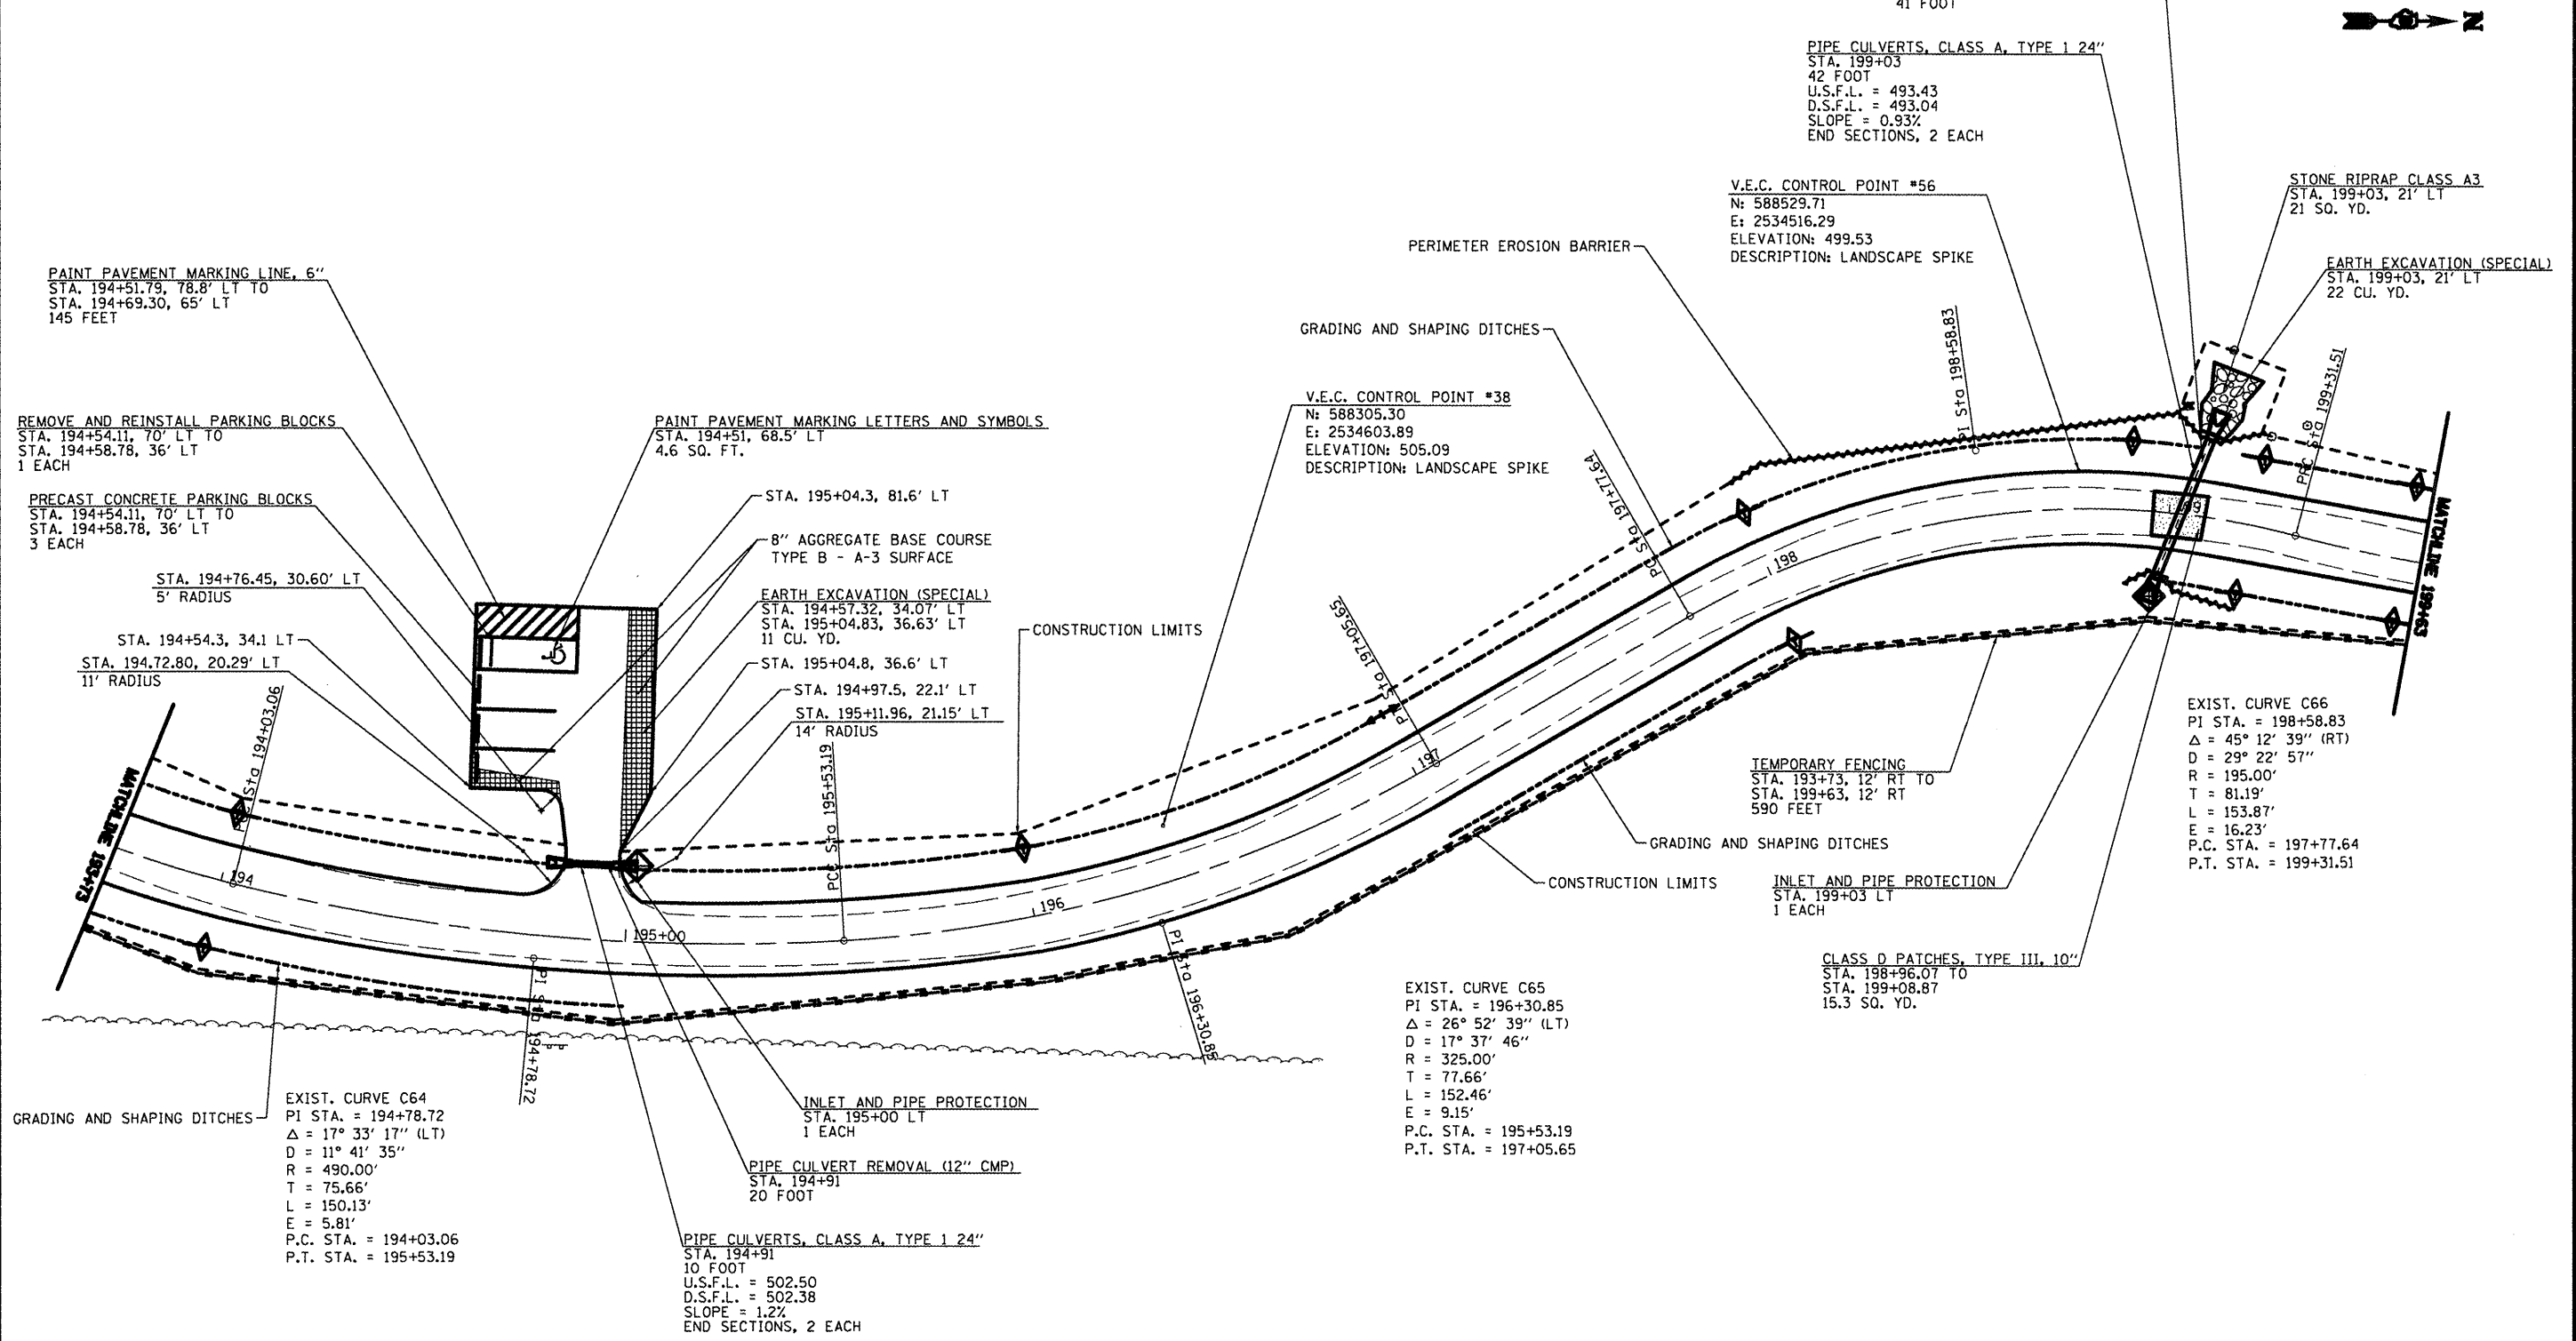 41 FOOT
N
PIPE CULVERTS, CLASS A, TYPE 1 24"
STA. 199+03
42 FOOT
U.S.F.L. = 493.43
D.S.F.L. = 493.04
SLOPE = 0.93%
END SECTIONS, 2 EACH
V.E.C. CONTROL POINT #56
N: 588529.71
E: 2534516.29
ELEVATION: 499.53
DESCRIPTION: LANDSCAPE SPIKE
STONE RIPRAP CLASS A3
STA. 199+03, 21' LT
21 SQ. YD.
EARTH EXCAVATION (SPECIAL)
STA. 199+03, 21' LT
22 CU. YD.
PERIMETER EROSION BARRIER
GRADING AND SHAPING DITCHES
V.E.C. CONTROL POINT #38
N: 588305.30
E: 2534603.89
ELEVATION: 505.09
DESCRIPTION: LANDSCAPE SPIKE
PAINT PAVEMENT MARKING LINE, 6"
STA. 194+51.79, 78.8' LT TO
STA. 194+69.30, 65' LT
145 FEET
REMOVE AND REINSTALL PARKING BLOCKS
STA. 194+54.11, 70' LT TO
STA. 194+58.78, 36' LT
1 EACH
PRECAST CONCRETE PARKING BLOCKS
STA. 194+54.11, 70' LT TO
STA. 194+58.78, 36' LT
3 EACH
STA. 194+76.45, 30.60' LT
5' RADIUS
STA. 194+54.3, 34.1 LT
STA. 194.72.80, 20.29' LT
11' RADIUS
PAINT PAVEMENT MARKING LETTERS AND SYMBOLS
STA. 194+51, 68.5' LT
4.6 SQ. FT.
STA. 195+04.3, 81.6' LT
8" AGGREGATE BASE COURSE
TYPE B - A-3 SURFACE
EARTH EXCAVATION (SPECIAL)
STA. 194+57.32, 34.07' LT
STA. 195+04.83, 36.63' LT
11 CU. YD.
STA. 195+04.8, 36.6' LT
STA. 194+97.5, 22.1' LT
STA. 195+11.96, 21.15' LT
14' RADIUS
CONSTRUCTION LIMITS
MATCHLINE 193+73
Sta 194+03.06
194
PI Sta 194+78.72
195+00
PCC Sta 195+53.19
196
PI Sta 196+30.85
197
Sta 197+05.65
PC Sta 197+77.64
198
PI Sta 198+58.83
PRC Sta 199+31.51
MATCHLINE 199+63
TEMPORARY FENCING
STA. 193+73, 12' RT TO
STA. 199+63, 12' RT
590 FEET
GRADING AND SHAPING DITCHES
CONSTRUCTION LIMITS
INLET AND PIPE PROTECTION
STA. 199+03 LT
1 EACH
CLASS D PATCHES, TYPE III, 10"
STA. 198+96.07 TO
STA. 199+08.87
15.3 SQ. YD.
EXIST. CURVE C66
PI STA. = 198+58.83
Δ = 45° 12' 39" (RT)
D = 29° 22' 57"
R = 195.00'
T = 81.19'
L = 153.87'
E = 16.23'
P.C. STA. = 197+77.64
P.T. STA. = 199+31.51
EXIST. CURVE C65
PI STA. = 196+30.85
Δ = 26° 52' 39" (LT)
D = 17° 37' 46"
R = 325.00'
T = 77.66'
L = 152.46'
E = 9.15'
P.C. STA. = 195+53.19
P.T. STA. = 197+05.65
GRADING AND SHAPING DITCHES
EXIST. CURVE C64
PI STA. = 194+78.72
Δ = 17° 33' 17" (LT)
D = 11° 41' 35"
R = 490.00'
T = 75.66'
L = 150.13'
E = 5.81'
P.C. STA. = 194+03.06
P.T. STA. = 195+53.19
INLET AND PIPE PROTECTION
STA. 195+00 LT
1 EACH
PIPE CULVERT REMOVAL (12" CMP)
STA. 194+91
20 FOOT
PIPE CULVERTS, CLASS A, TYPE 1 24"
STA. 194+91
10 FOOT
U.S.F.L. = 502.50
D.S.F.L. = 502.38
SLOPE = 1.2%
END SECTIONS, 2 EACH